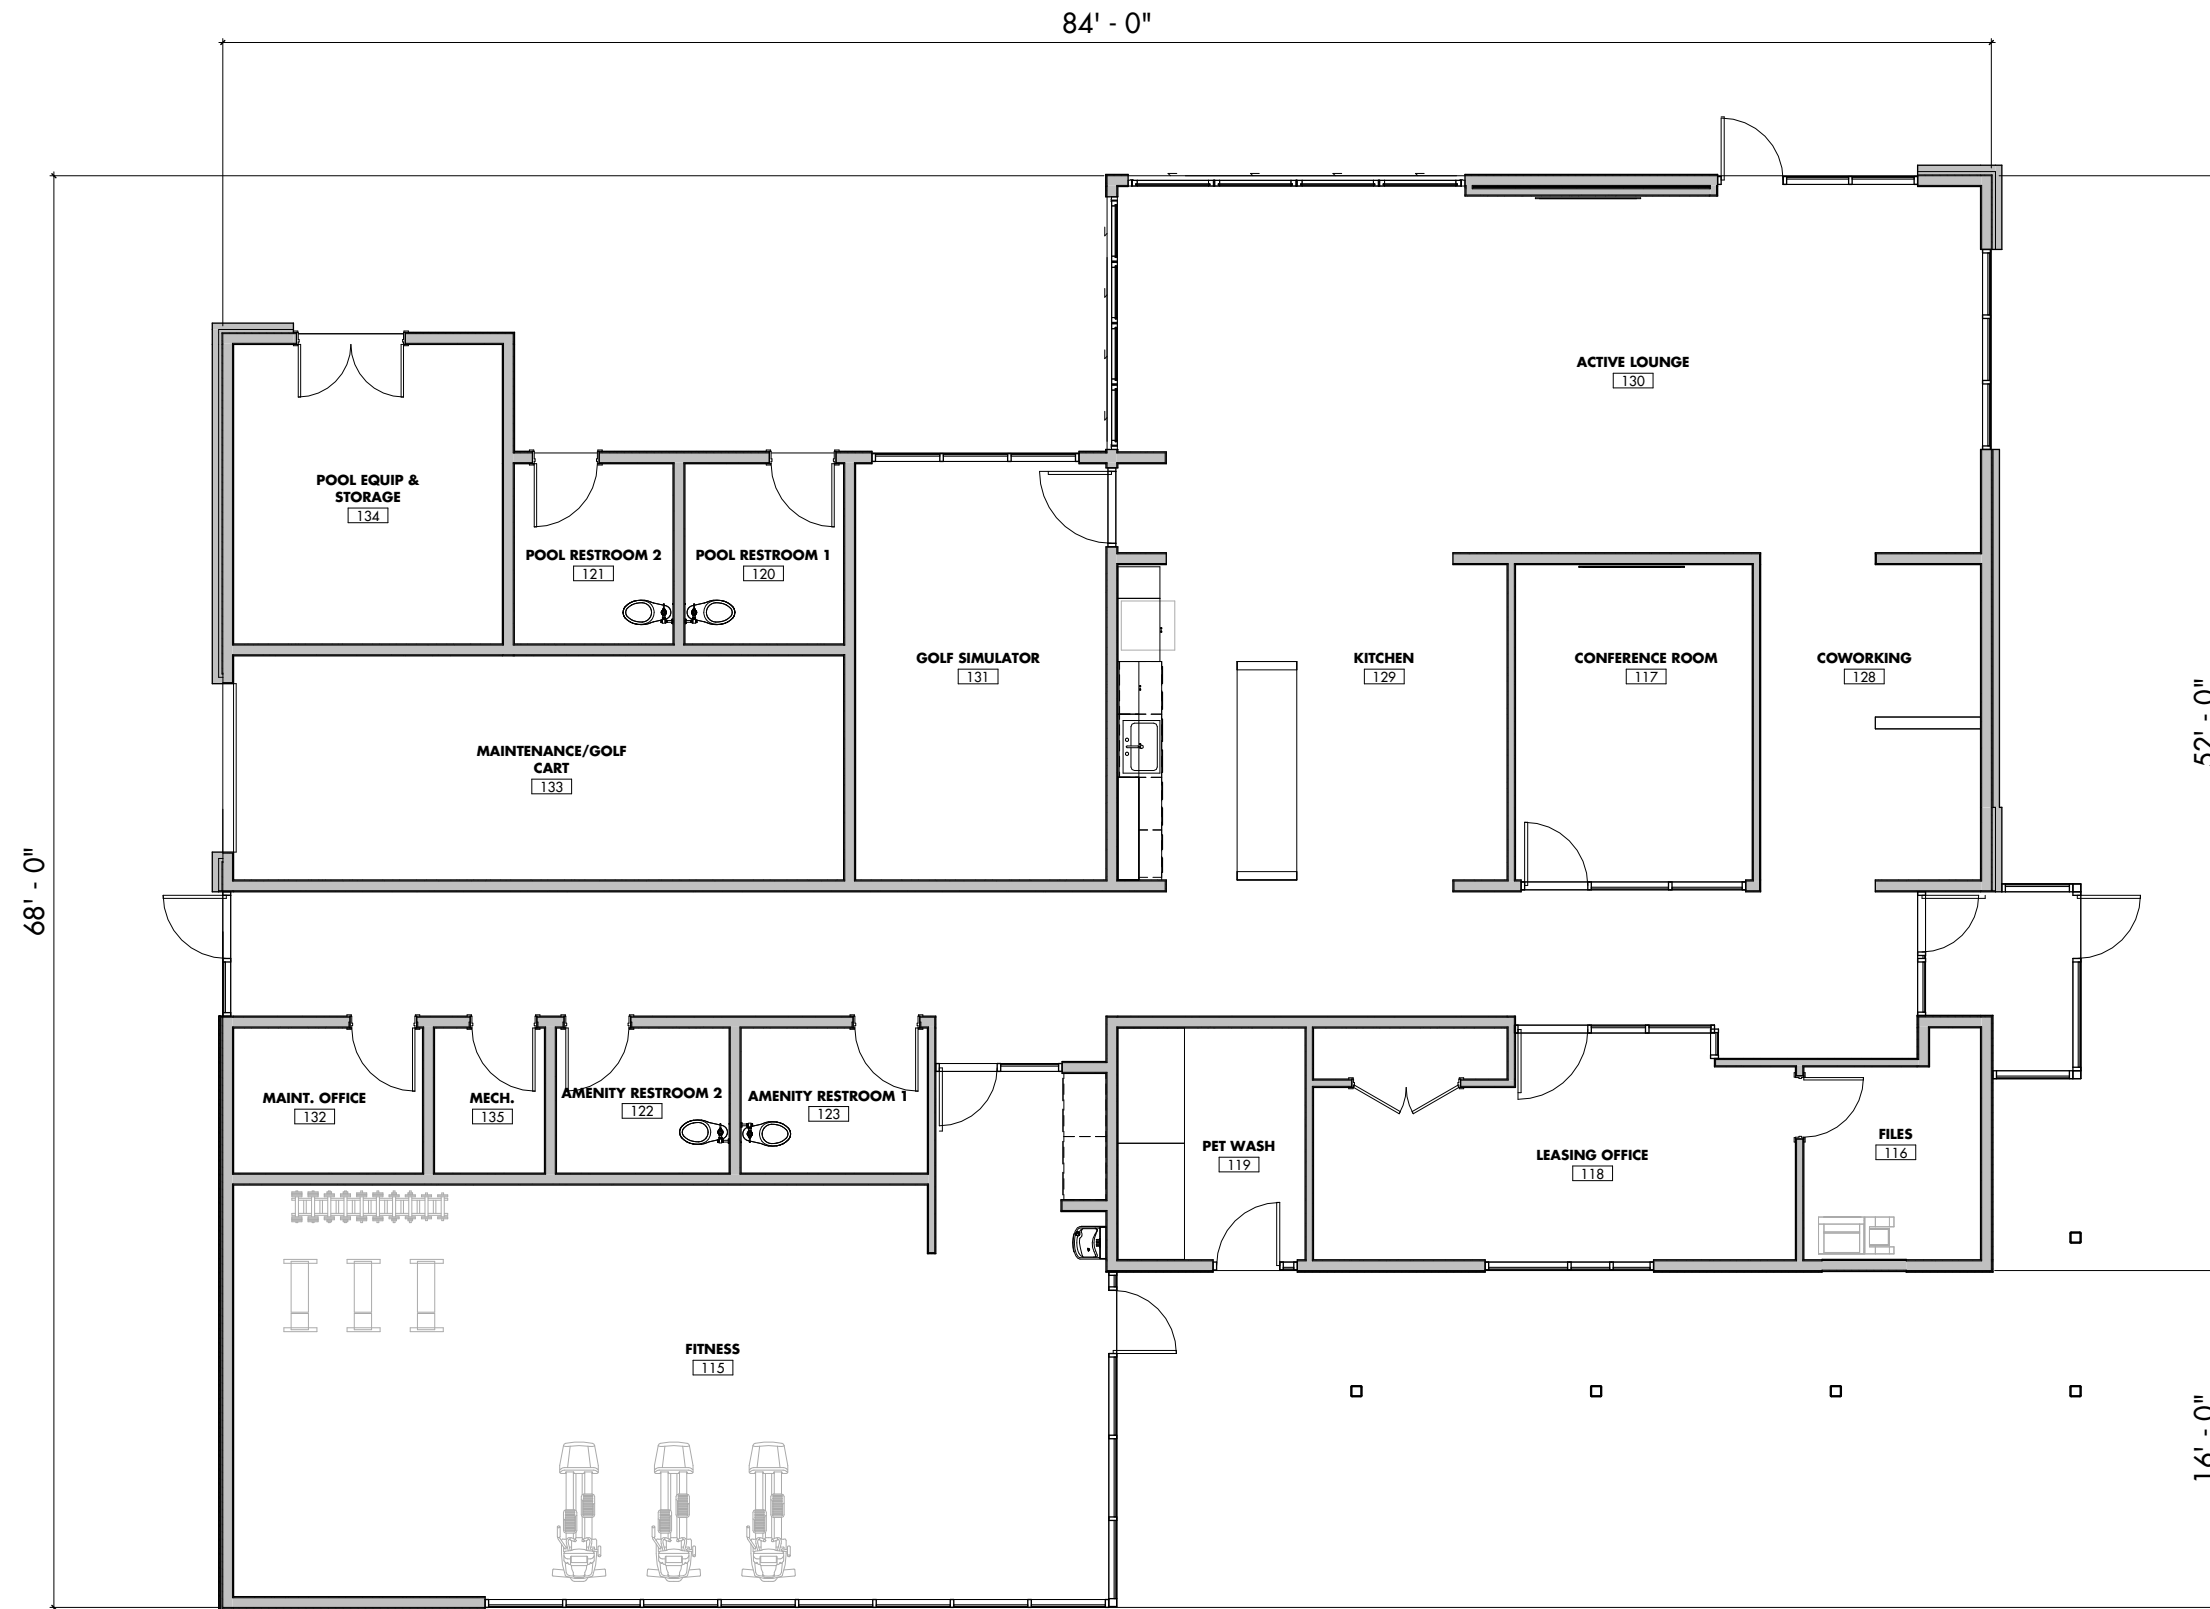 84' - 0"
ACTIVE LOUNGE
130
POOL EQUIP &
STORAGE
134
POOL RESTROOM 2
121
POOL RESTROOM 1
120
GOLF SIMULATOR
131
KITCHEN
129
CONFERENCE ROOM
117
COWORKING
128
52' - 0"
MAINTENANCE/GOLF
CART
133
68' - 0"
MAINT. OFFICE
132
MECH.
135
AMENITY RESTROOM 2
122
AMENITY RESTROOM 1
123
PET WASH
119
LEASING OFFICE
118
FILES
116
FITNESS
115
16' - 0"